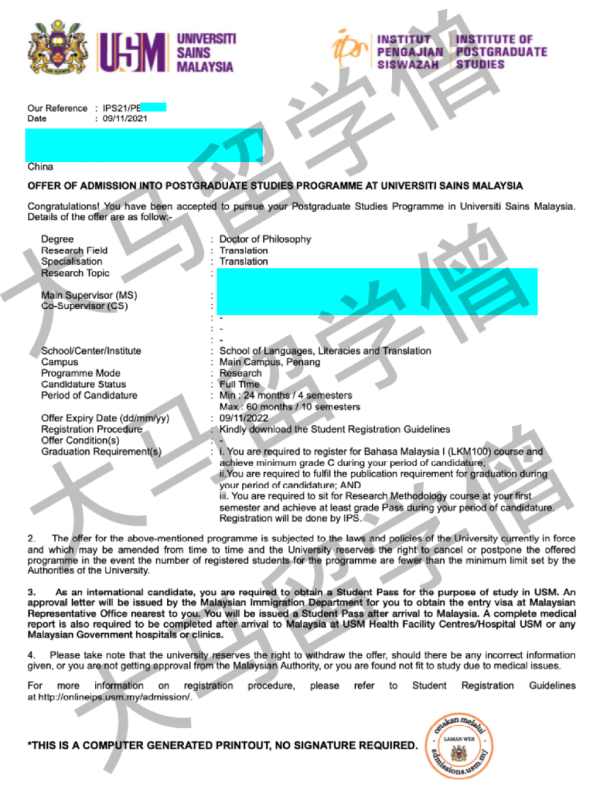 USM
UNIVERSITI
SAINS
MALAYSIA
ips
INSTITUT
PENGAJIAN
SISWAZAH
INSTITUTE OF
POSTGRADUATE
STUDIES
Our Reference : IPS21/PE
Date : 09/11/2021
China
OFFER OF ADMISSION INTO POSTGRADUATE STUDIES PROGRAMME AT UNIVERSITI SAINS MALAYSIA
Congratulations! You have been accepted to pursue your Postgraduate Studies Programme in Universiti Sains Malaysia.
Details of the offer are as follow:-
Degree : Doctor of Philosophy
Research Field : Translation
Specialisation : Translation
Research Topic :
Main Supervisor (MS) :
Co-Supervisor (CS) :
: -
: -
: -
School/Center/Institute : School of Languages, Literacies and Translation
Campus : Main Campus, Penang
Programme Mode : Research
Candidature Status : Full Time
Period of Candidature : Min : 24 months / 4 semesters
Max : 60 months / 10 semesters
Offer Expiry Date (dd/mm/yy) : 09/11/2022
Registration Procedure : Kindly download the Student Registration Guidelines
Offer Condition(s) : -
Graduation Requirement(s) : i. You are required to register for Bahasa Malaysia I (LKM100) course and
achieve minimum grade C during your period of candidature;
ii.You are required to fulfil the publication requirement for graduation during
your period of candidature; AND
iii. You are required to sit for Research Methodology course at your first
semester and achieve at least grade Pass during your period of candidature.
Registration will be done by IPS.
2. The offer for the above-mentioned programme is subjected to the laws and policies of the University currently in force
and which may be amended from time to time and the University reserves the right to cancel or postpone the offered
programme in the event the number of registered students for the programme are fewer than the minimum limit set by the
Authorities of the University.
3. As an international candidate, you are required to obtain a Student Pass for the purpose of study in USM. An
approval letter will be issued by the Malaysian Immigration Department for you to obtain the entry visa at Malaysian
Representative Office nearest to you. You will be issued a Student Pass after arrival to Malaysia. A complete medical
report is also required to be completed after arrival to Malaysia at USM Health Facility Centres/Hospital USM or any
Malaysian Government hospitals or clinics.
4. Please take note that the university reserves the right to withdraw the offer, should there be any incorrect information
given, or you are not getting approval from the Malaysian Authority, or you are found not fit to study due to medical issues.
For more information on registration procedure, please refer to Student Registration Guidelines
at http://onlineips.usm.my/admission/.
*THIS IS A COMPUTER GENERATED PRINTOUT, NO SIGNATURE REQUIRED.
cetakan melalui
LAMAN WEB
admissions.usm.my
大马留学僧
大马留学僧